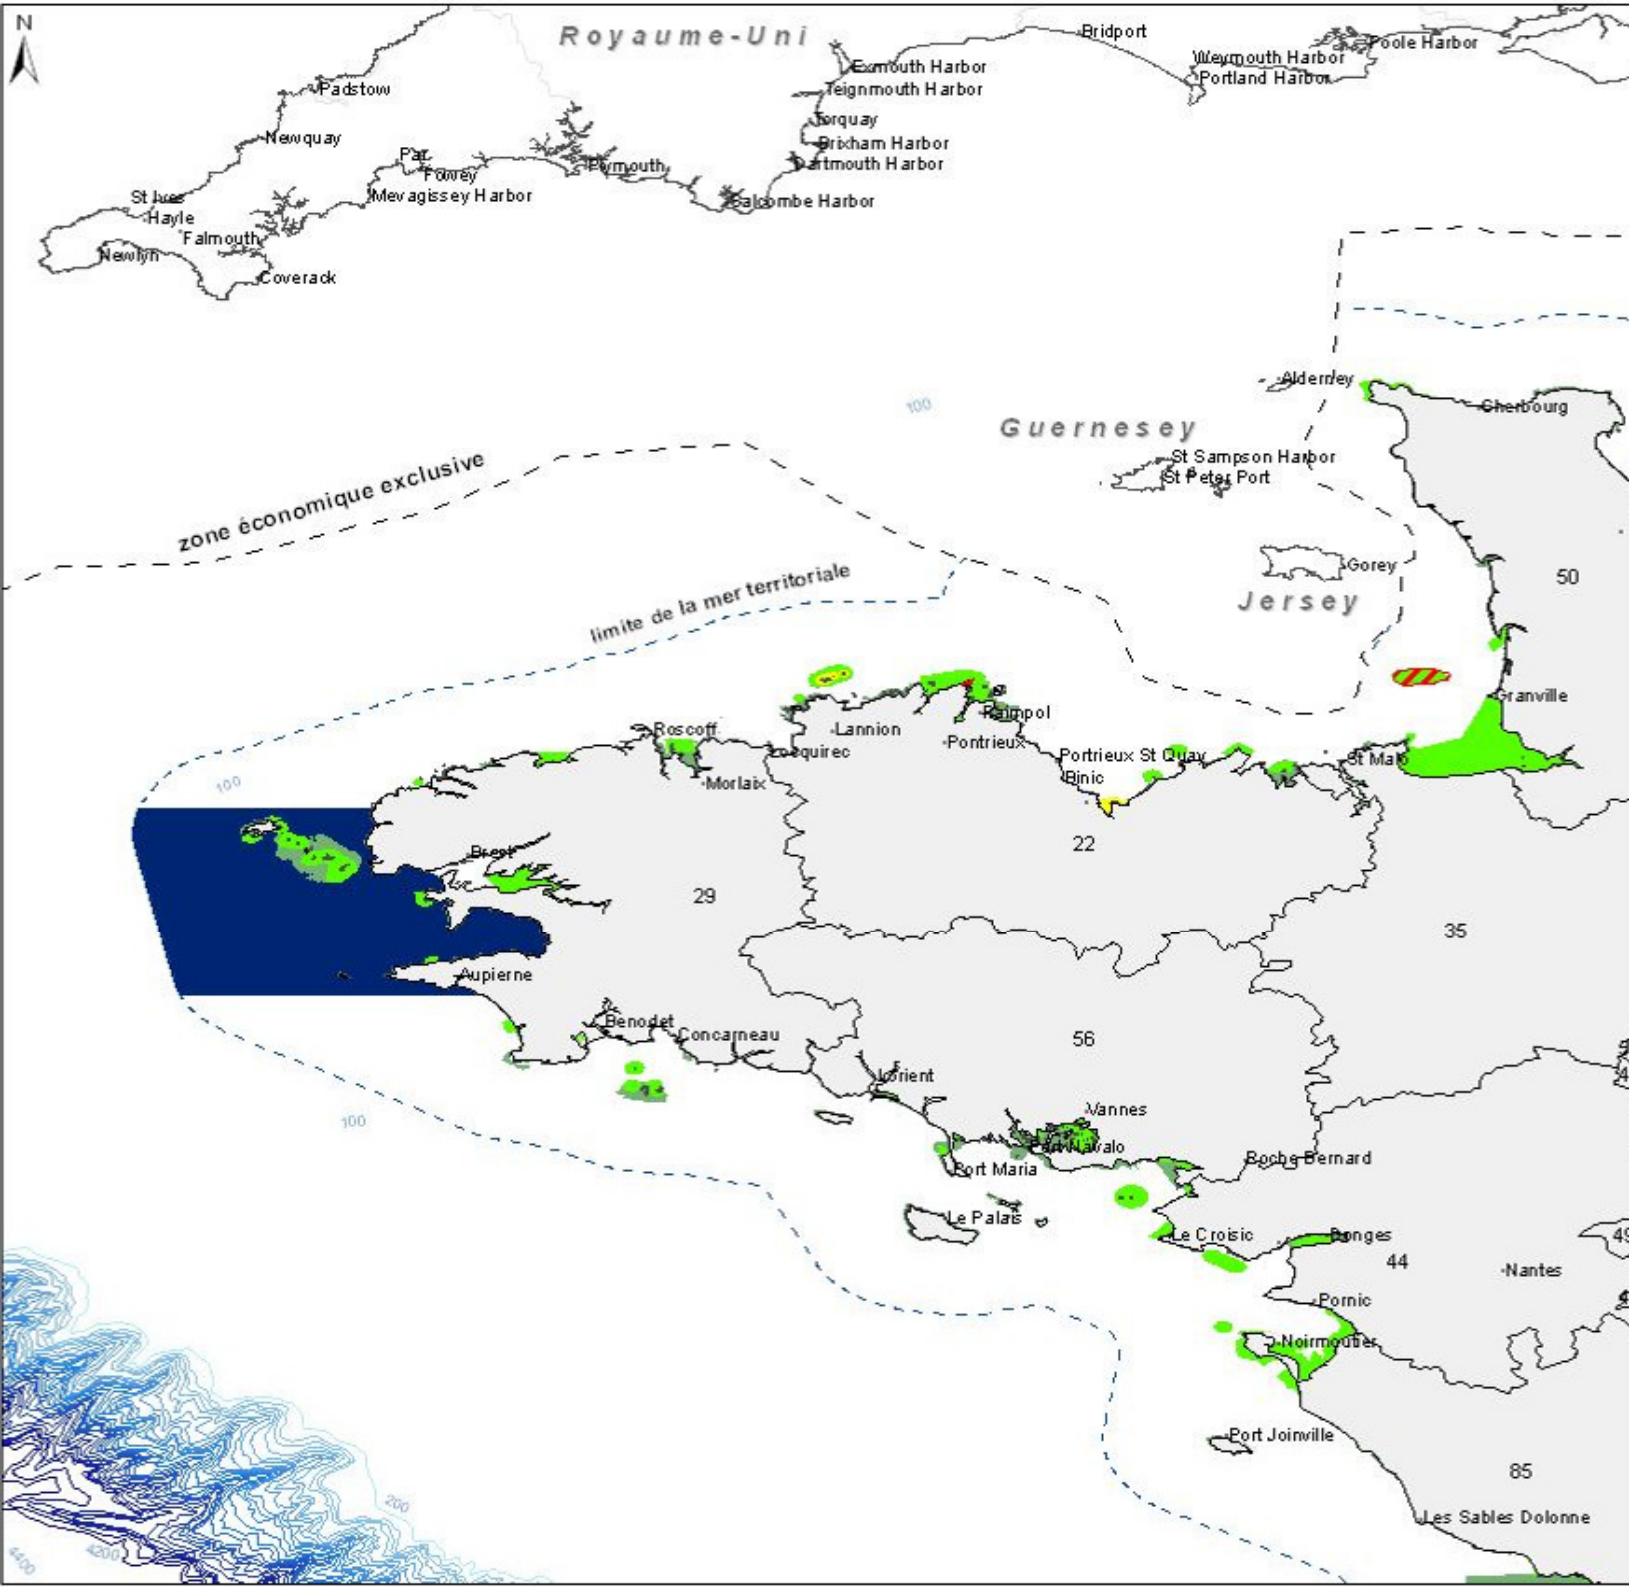 N
Royaume-Uni
Bridport
Weymouth Harbor
Poole Harbor
Exmouth Harbor
Portland Harbor
Padstow
Teignmouth Harbor
Torquay
Newquay
Brixham Harbor
Par
Plymouth
Dartmouth Harbor
Fowey
St Ives
Mevagissey Harbor
Salcombe Harbor
Hayle
Falmouth
Newlyn
Coverack
Alderney
100
Cherbourg
Guernesey
zone économique exclusive
St Sampson Harbor
St Peter Port
Gorey
50
limite de la mer territoriale
Jersey
Granville
Roscoff
Lannion
Paimpol
Pontrieux
Locquirec
Portrieux St Quay
St Malo
100
Morlaix
Binic
Brest
22
29
35
Aupierne
Benodet
Concarneau
56
Lorient
100
Vannes
Port Navalo
Roche Bernard
Port Maria
Le Palais
Le Croisic
Donges
49
44
Nantes
Pornic
Noirmoutier
Port Joinville
85
200
Les Sables Dolonne
4200
4400